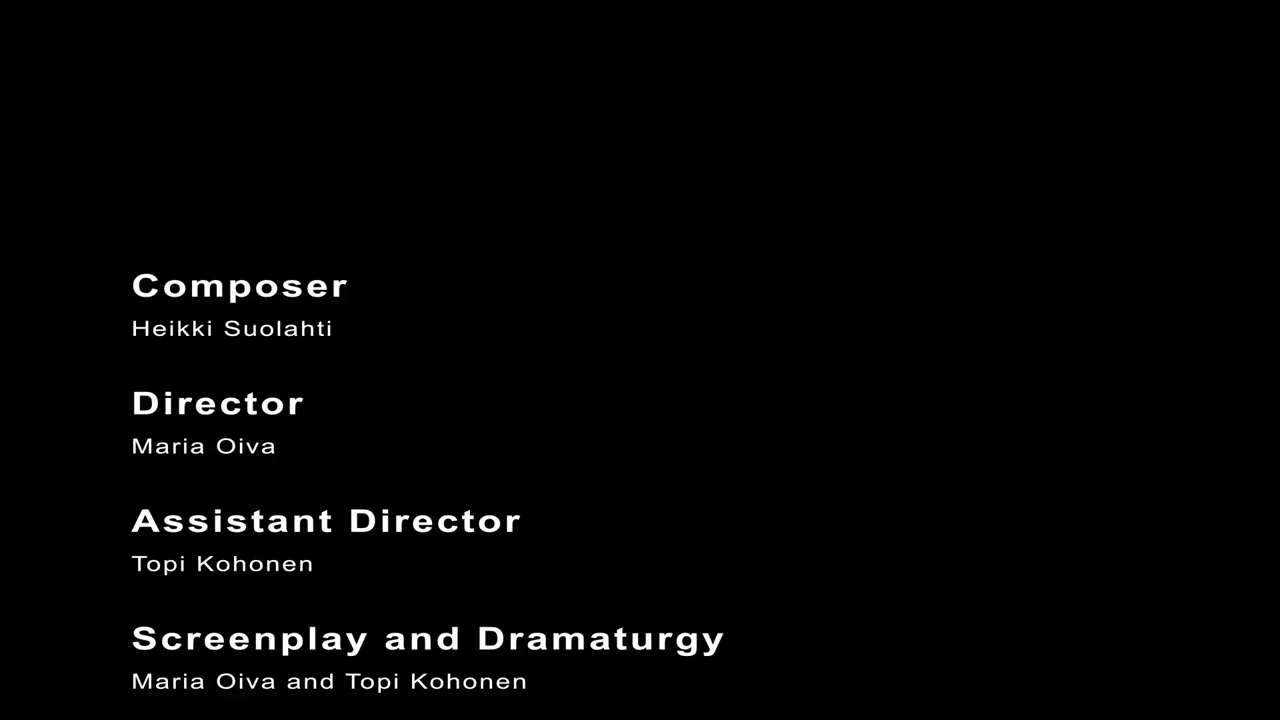 Composer
Heikki Suolahti
Director
Maria Oiva
Assistant Director
Topi Kohonen
Screenplay and Dramaturgy
Maria Oiva and Topi Kohonen